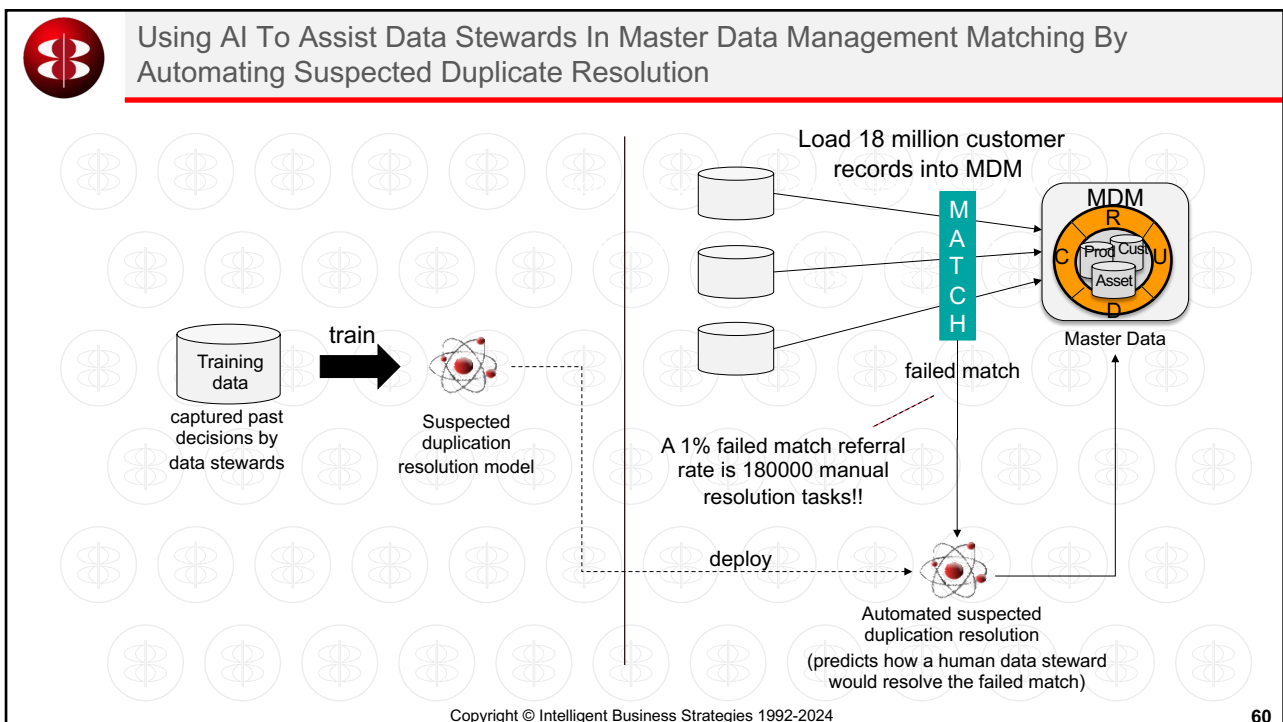 Using AI To Assist Data Stewards In Master Data Management Matching By
Automating Suspected Duplicate Resolution
Training
data
captured past
decisions by
data stewards
train
Suspected
duplication
resolution model
Load 18 million customer
records into MDM
M
A
T
C
H
MDM
R
C
U
D
Prod
Cust
Asset
Master Data
failed match
A 1% failed match referral
rate is 180000 manual
resolution tasks!!
deploy
Automated suspected
duplication resolution
(predicts how a human data steward
would resolve the failed match)
Copyright © Intelligent Business Strategies 1992-2024
60